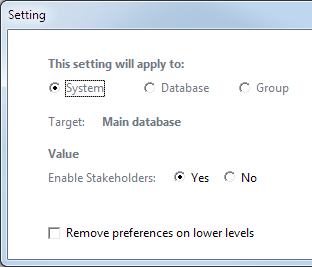 Setting
This setting will apply to:
System Database Group
Target: Main database
Value
Enable Stakeholders: Yes No
Remove preferences on lower levels